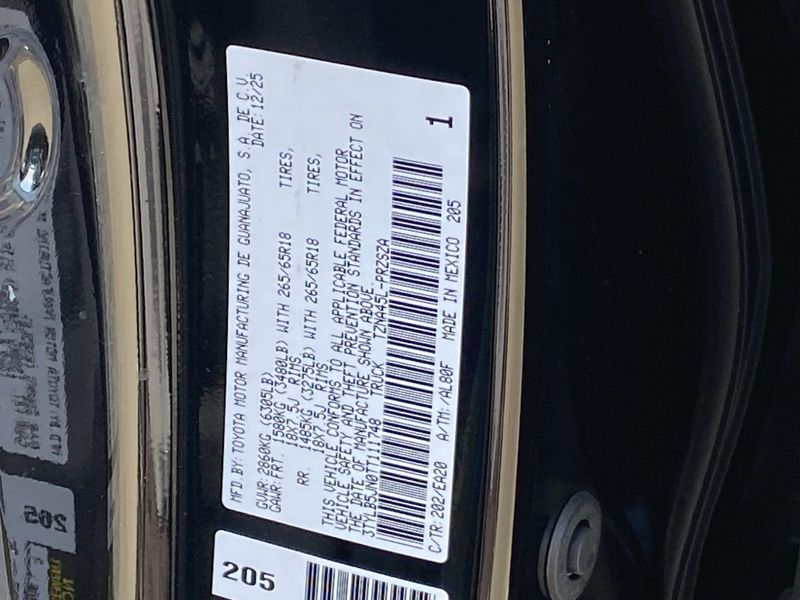 MFD.BY:TOYOTA MOTOR MANUFACTURING DE GUANAJUATO, S.A. DE C.V.
DATE:12/25
GVWR:2860KG (6305LB)
GAWR:FRT. 1580KG (3480LB) WITH 265/65R18 TIRES,
18X7.5J RIMS
RR. 1485KG (3275LB) WITH 265/65R18 TIRES,
18X7.5J RIMS
THIS VEHICLE CONFORMS TO ALL APPLICABLE FEDERAL MOTOR
VEHICLE SAFETY AND THEFT PREVENTION STANDARDS IN EFFECT ON
THE DATE OF MANUFACTURE SHOWN ABOVE.
3TYLB5JN0TT111748 TRUCK TZNA45L-PRZSZA
1
C/TR:202/EA20 A/TM:/AL80F MADE IN MEXICO 205
205
205